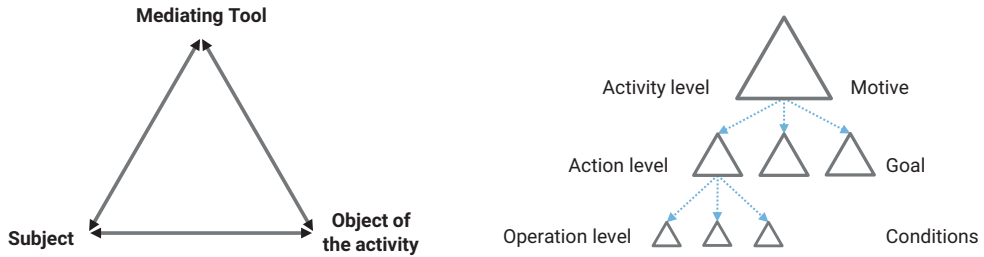 Mediating Tool
Subject
Object of
the activity
Activity level
Motive
Action level
Goal
Operation level
Conditions